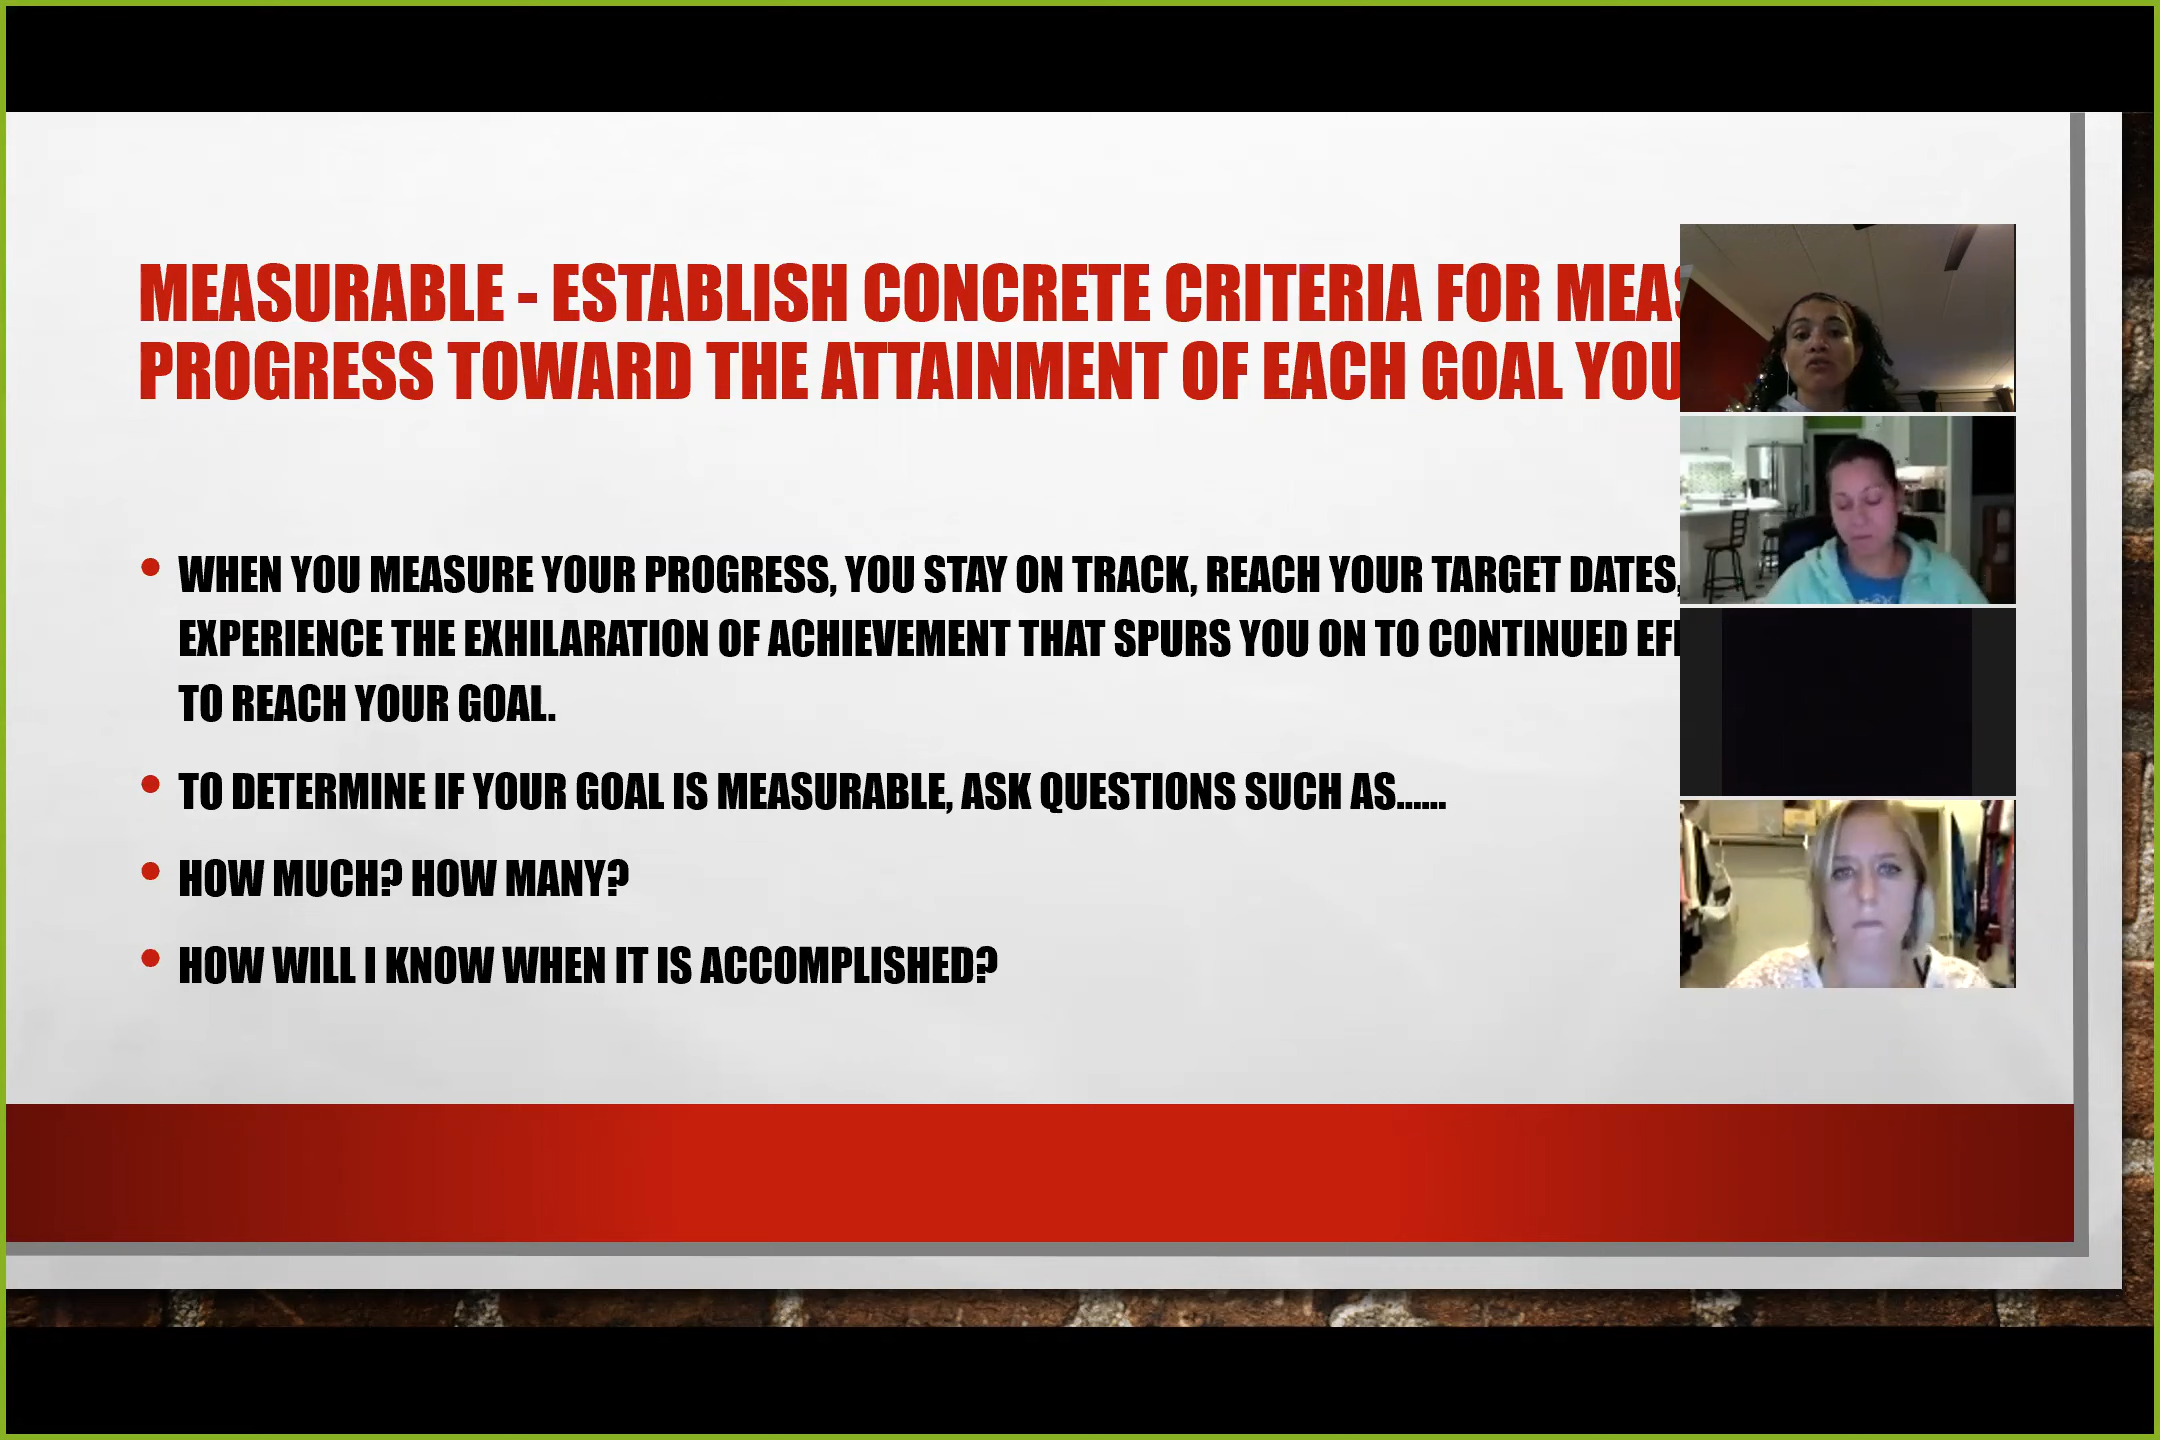 MEASURABLE - ESTABLISH CONCRETE CRITERIA FOR
PROGRESS TOWARD THE ATTAINMENT OF EACH GOAL YOU
• WHEN YOU MEASURE YOUR PROGRESS, YOU STAY ON TRACK, REACH YOUR TARGET DATES,
EXPERIENCE THE EXHILARATION OF ACHIEVEMENT THAT SPURS YOU ON TO CONTINUED
TO REACH YOUR GOAL.
• TO DETERMINE IF YOUR GOAL IS MEASURABLE, ASK QUESTIONS SUCH AS......
• HOW MUCH? HOW MANY?
• HOW WILL I KNOW WHEN IT IS ACCOMPLISHED?